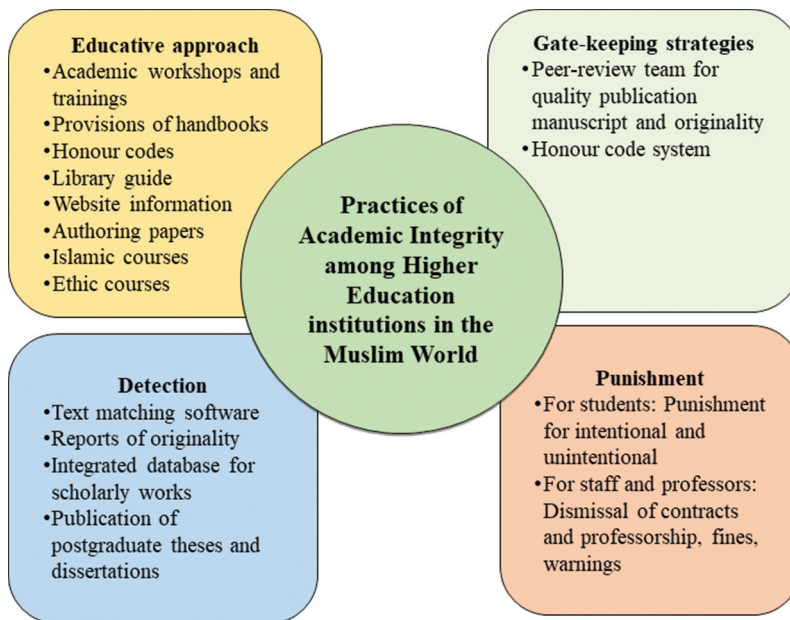 Educative approach
•Academic workshops and
trainings
•Provisions of handbooks
•Honour codes
•Library guide
•Website information
•Authoring papers
•Islamic courses
•Ethic courses
Gate-keeping strategies
•Peer-review team for
quality publication
manuscript and originality
•Honour code system
Practices of
Academic Integrity
among Higher
Education
institutions in the
Muslim World
Detection
•Text matching software
•Reports of originality
•Integrated database for
scholarly works
•Publication of
postgraduate theses and
dissertations
Punishment
•For students: Punishment
for intentional and
unintentional
•For staff and professors:
Dismissal of contracts
and professorship, fines,
warnings